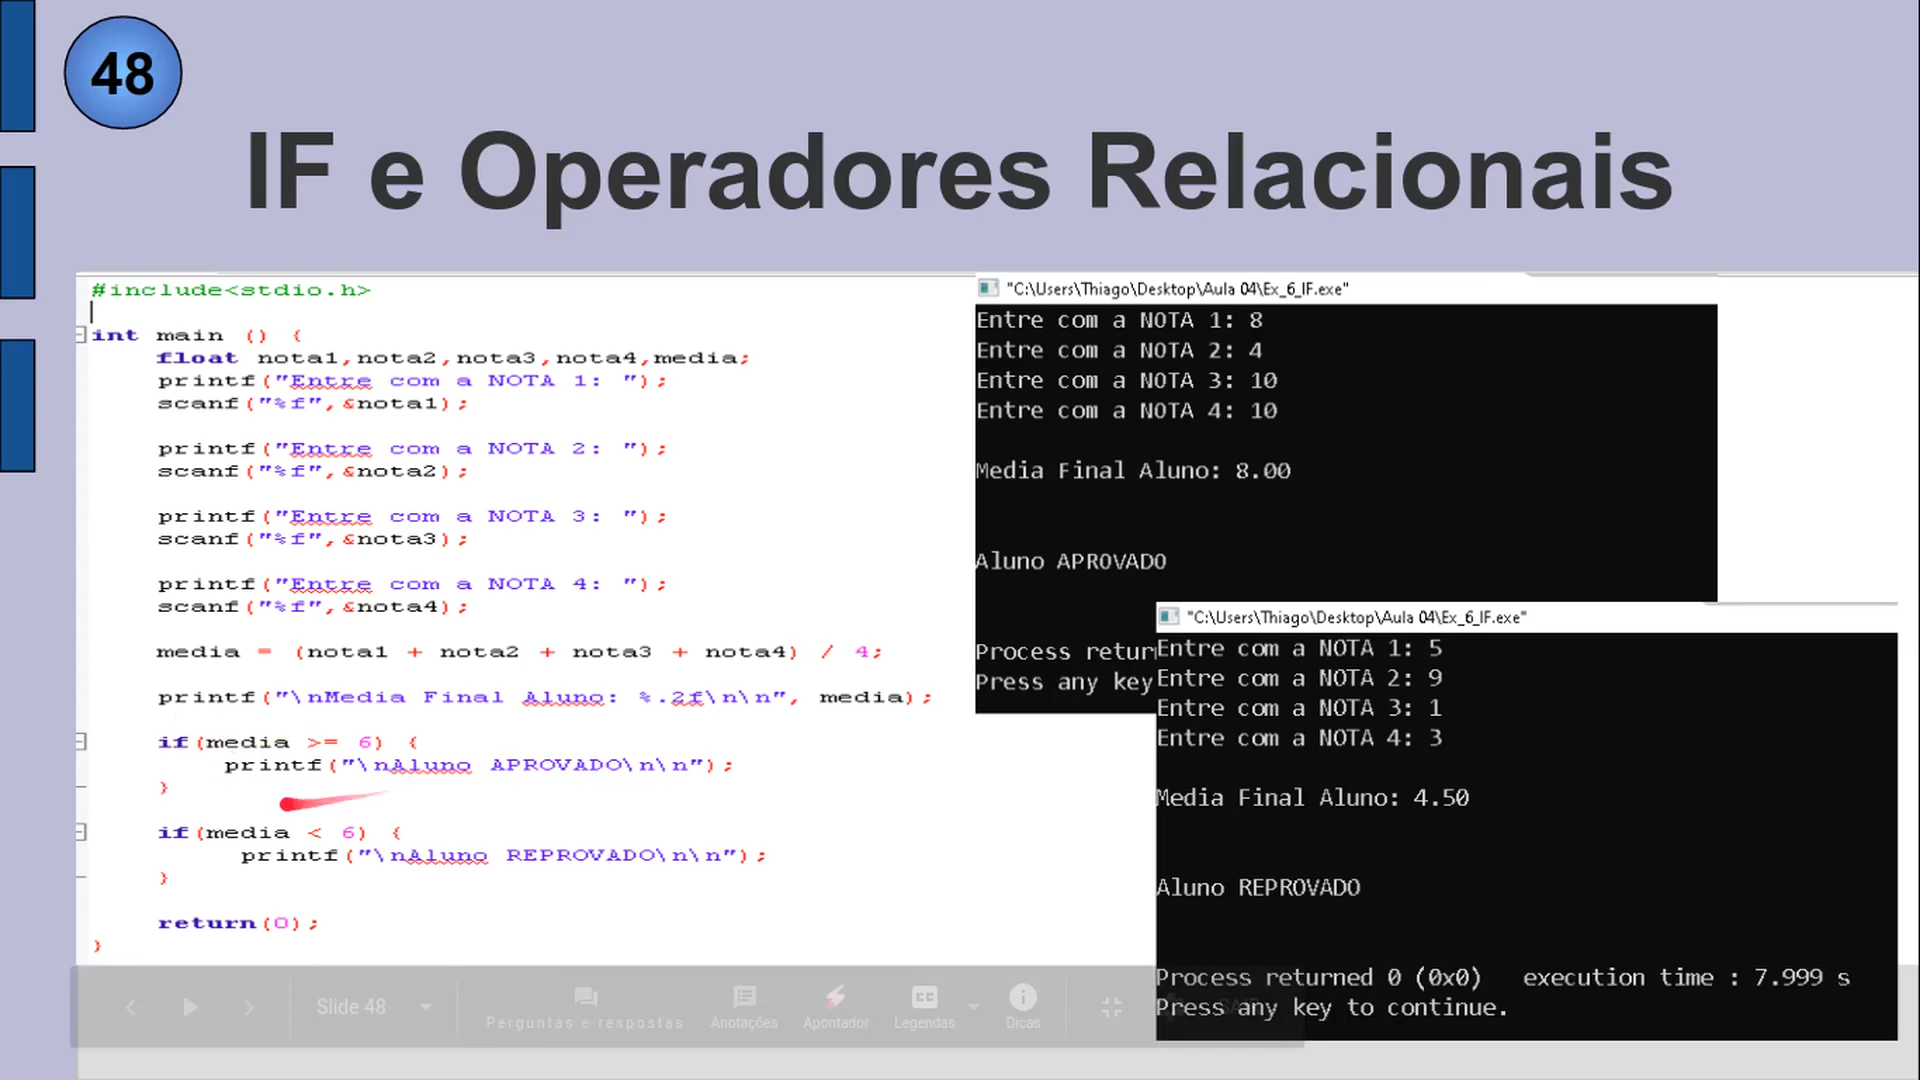 48
IF e Operadores Relacionais
#include<stdio.h>
int main () {
float nota1,nota2,nota3,nota4,media;
printf("Entre com a NOTA 1: ");
scanf("%f",&nota1);
printf("Entre com a NOTA 2: ");
scanf("%f",&nota2);
printf("Entre com a NOTA 3: ");
scanf("%f",&nota3);
printf("Entre com a NOTA 4: ");
scanf("%f",&nota4);
media = (nota1 + nota2 + nota3 + nota4) / 4;
printf("\nMedia Final Aluno: %.2f\n\n", media);
if(media >= 6) {
printf("\nAluno APROVADO\n\n");
}
if(media < 6) {
printf("\nAluno REPROVADO\n\n");
}
return(0);
}
"C:\Users\Thiago\Desktop\Aula 04\Ex_6_IF.exe"
Entre com a NOTA 1: 8
Entre com a NOTA 2: 4
Entre com a NOTA 3: 10
Entre com a NOTA 4: 10
Media Final Aluno: 8.00
Aluno APROVADO
Process retur
Press any key
"C:\Users\Thiago\Desktop\Aula 04\Ex_6_IF.exe"
Entre com a NOTA 1: 5
Entre com a NOTA 2: 9
Entre com a NOTA 3: 1
Entre com a NOTA 4: 3
Media Final Aluno: 4.50
Aluno REPROVADO
Process returned 0 (0x0) execution time : 7.999 s
Press any key to continue.
Slide 48
Perguntas e respostas
Anotações
Apontador
Legendas
Dicas